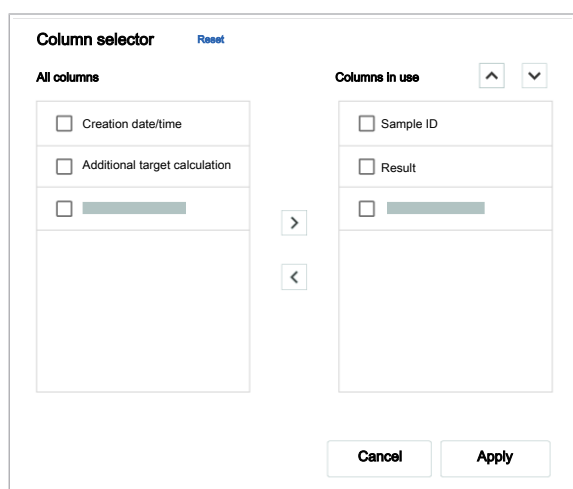 Column selector
Reset
All columns
Columns in use
Creation date/time
Additional target calculation
Sample ID
Result
Cancel
Apply